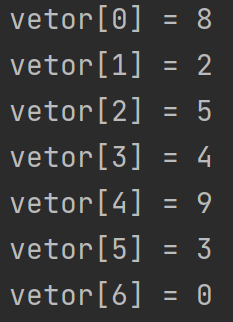 vetor[0] = 8
vetor[1] = 2
vetor[2] = 5
vetor[3] = 4
vetor[4] = 9
vetor[5] = 3
vetor[6] = 0